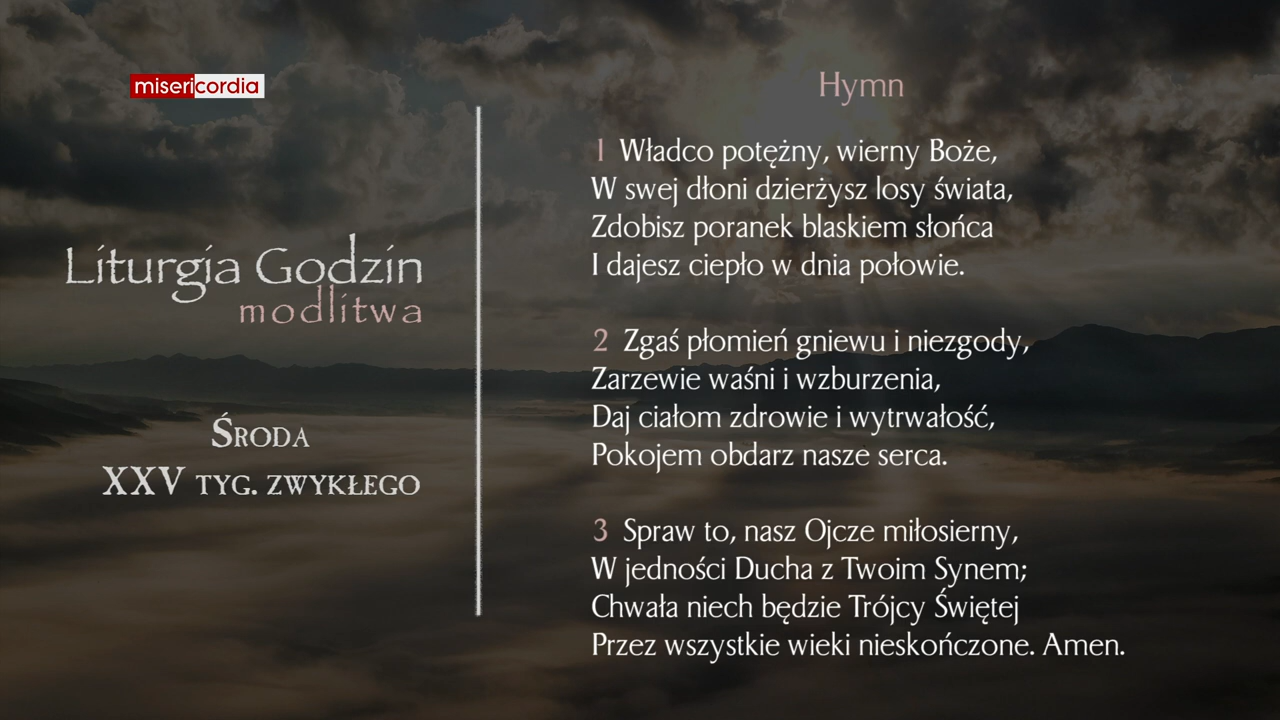 misericordia
Liturgia Godzin
modlitwa
Środa
XXV tyg. zwykłego
Hymn
1 Władco potężny, wierny Boże,
W swej dłoni dzierżysz losy świata,
Zdobisz poranek blaskiem słońca
I dajesz ciepło w dnia połowie.
2 Zgaś płomień gniewu i niezgody,
Zarzewie waśni i wzburzenia,
Daj ciałom zdrowie i wytrwałość,
Pokojem obdarz nasze serca.
3 Spraw to, nasz Ojcze miłosierny,
W jedności Ducha z Twoim Synem;
Chwała niech będzie Trójcy Świętej
Przez wszystkie wieki nieskończone. Amen.